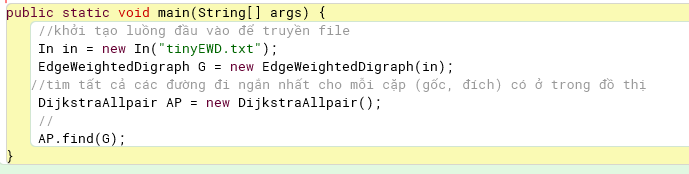 public static void main(String[] args) {
//khởi tạo luồng đầu vào để truyền file
In in = new In("tinyEWD.txt");
EdgeWeightedDigraph G = new EdgeWeightedDigraph(in);
//tìm tất cả các đường đi ngắn nhất cho mỗi cặp (gốc, đích) có ở trong đồ thị
DijkstraAllpair AP = new DijkstraAllpair();
//
AP.find(G);
}